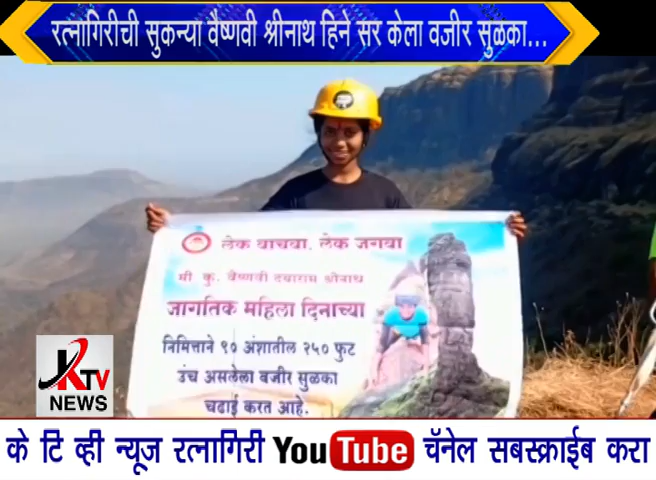 रत्नागिरीची सुकन्या वैष्णवी श्रीनाथ हिने सर केला वजीर सुळका...
लेक वाचवा, लेक जगवा
मी कु. वैष्णवी दयाराम श्रीनाथ
जागतिक महिला दिनाच्या
निमित्ताने ९० अंशातील २५० फुट
उंच असलेला वजीर सुळका
चढाई करत आहे.
KTV
NEWS
के टि व्ही न्यूज रत्नागिरी YouTube चॅनेल सबस्क्राईब करा